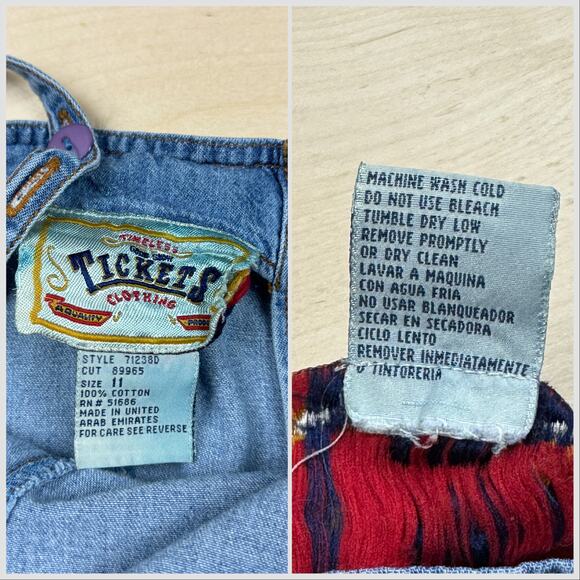 TIMELESS
TICKETS
CLOTHING
A QUALITY
PRODUCT
STYLE 71238D
CUT 89965
SIZE 11
100% COTTON
RN# 51686
MADE IN UNITED
ARAB EMIRATES
FOR CARE SEE REVERSE
MACHINE WASH COLD
DO NOT USE BLEACH
TUMBLE DRY LOW
REMOVE PROMPTLY
OR DRY CLEAN
LAVAR A MAQUINA
CON AGUA FRIA
NO USAR BLANQUEADOR
SECAR EN SECADORA
CICLO LENTO
REMOVER INMEDIATAMENTE
O TINTORERIA